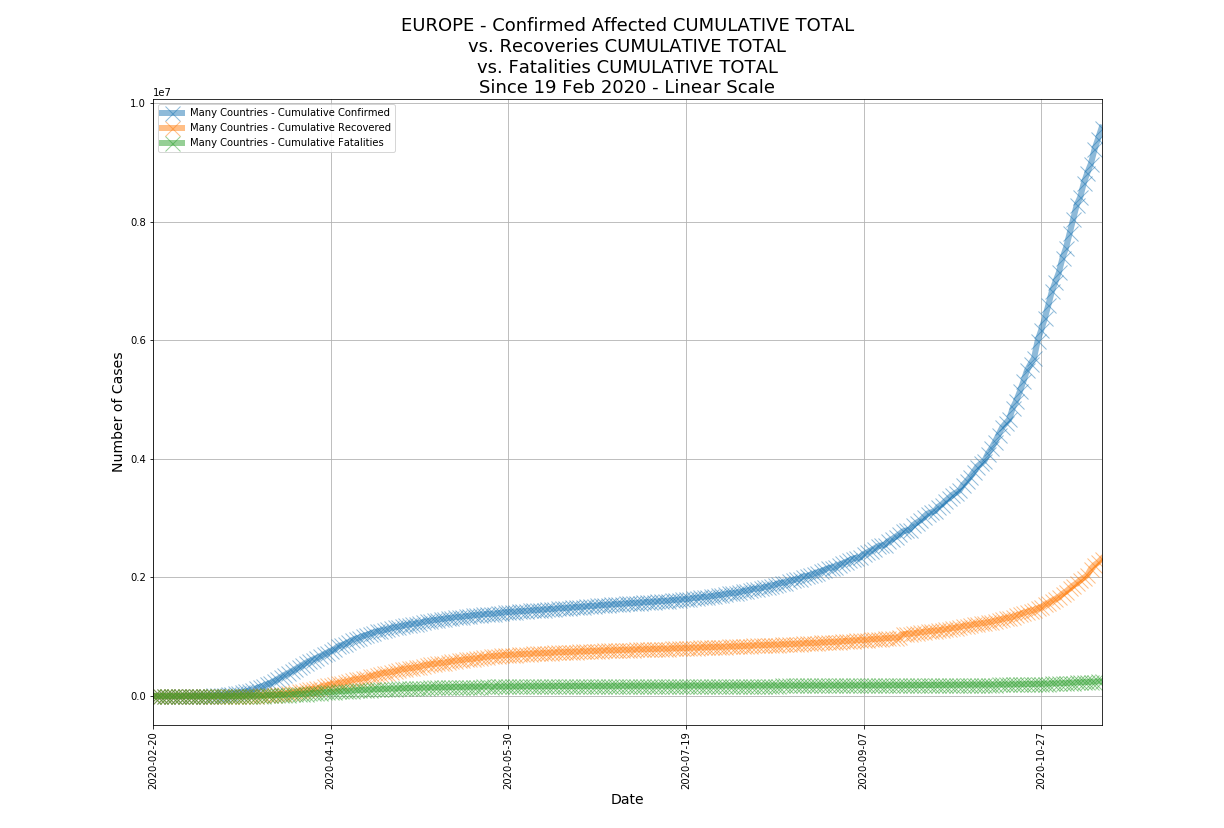 EUROPE - Confirmed Affected CUMULATIVE TOTAL
vs. Recoveries CUMULATIVE TOTAL
vs. Fatalities CUMULATIVE TOTAL
Since 19 Feb 2020 - Linear Scale
1e7
Many Countries - Cumulative Confirmed
Many Countries - Cumulative Recovered
Many Countries - Cumulative Fatalities
1.0
0.8
0.6
0.4
0.2
0.0
Number of Cases
2020-02-20
2020-04-10
2020-05-30
2020-07-19
2020-09-07
2020-10-27
Date